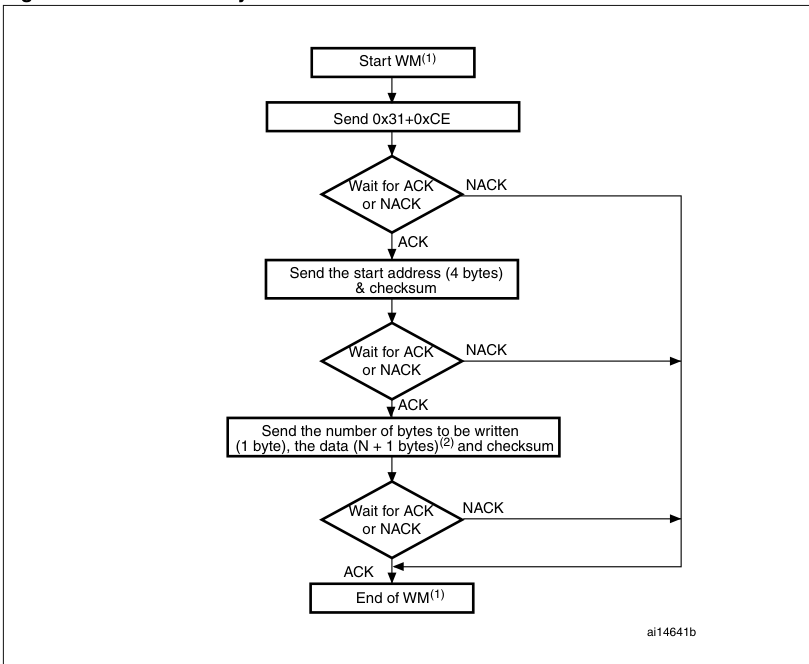 Start WM(1)
Send 0x31+0xCE
Wait for ACK
or NACK
NACK
ACK
Send the start address (4 bytes)
& checksum
Wait for ACK
or NACK
NACK
ACK
Send the number of bytes to be written
(1 byte), the data (N + 1 bytes)(2) and checksum
Wait for ACK
or NACK
NACK
ACK
End of WM(1)
ai14641b